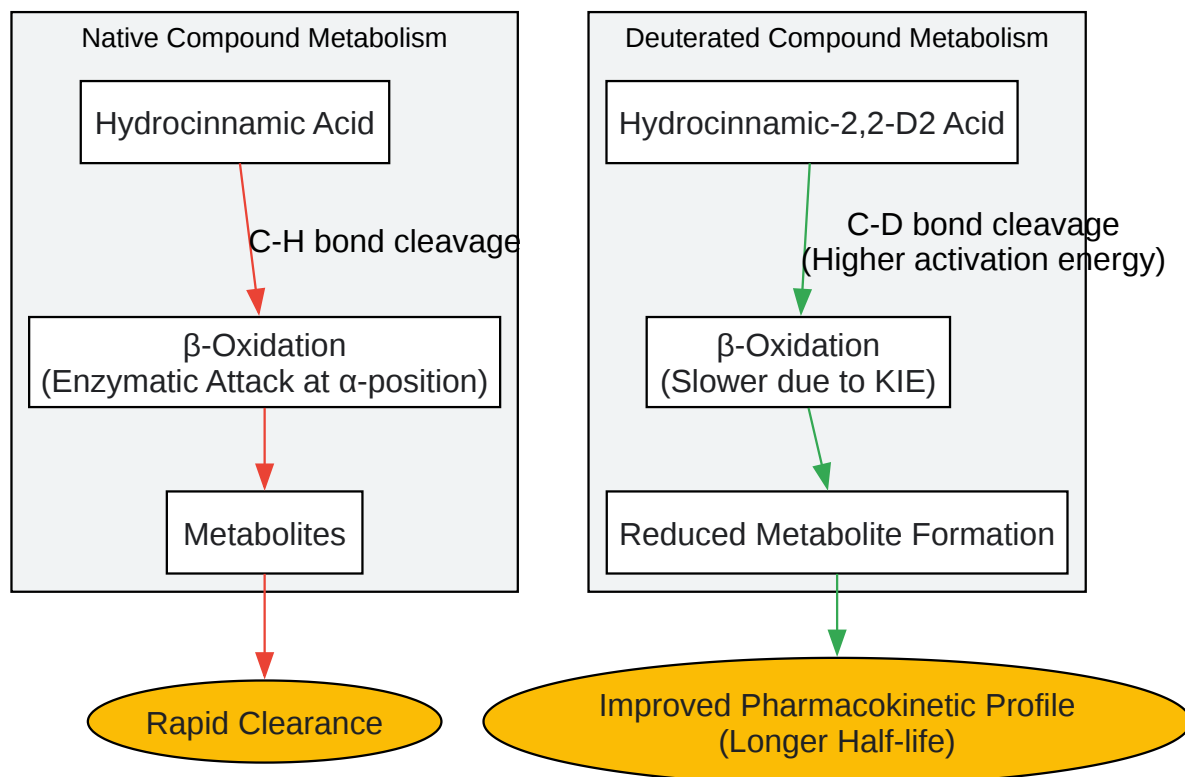 Native Compound Metabolism
Hydrocinnamic Acid
C-H bond cleavage
β-Oxidation
(Enzymatic Attack at α-position)
Metabolites
Rapid Clearance
Deuterated Compound Metabolism
Hydrocinnamic-2,2-D2 Acid
C-D bond cleavage
(Higher activation energy)
β-Oxidation
(Slower due to KIE)
Reduced Metabolite Formation
Improved Pharmacokinetic Profile
(Longer Half-life)